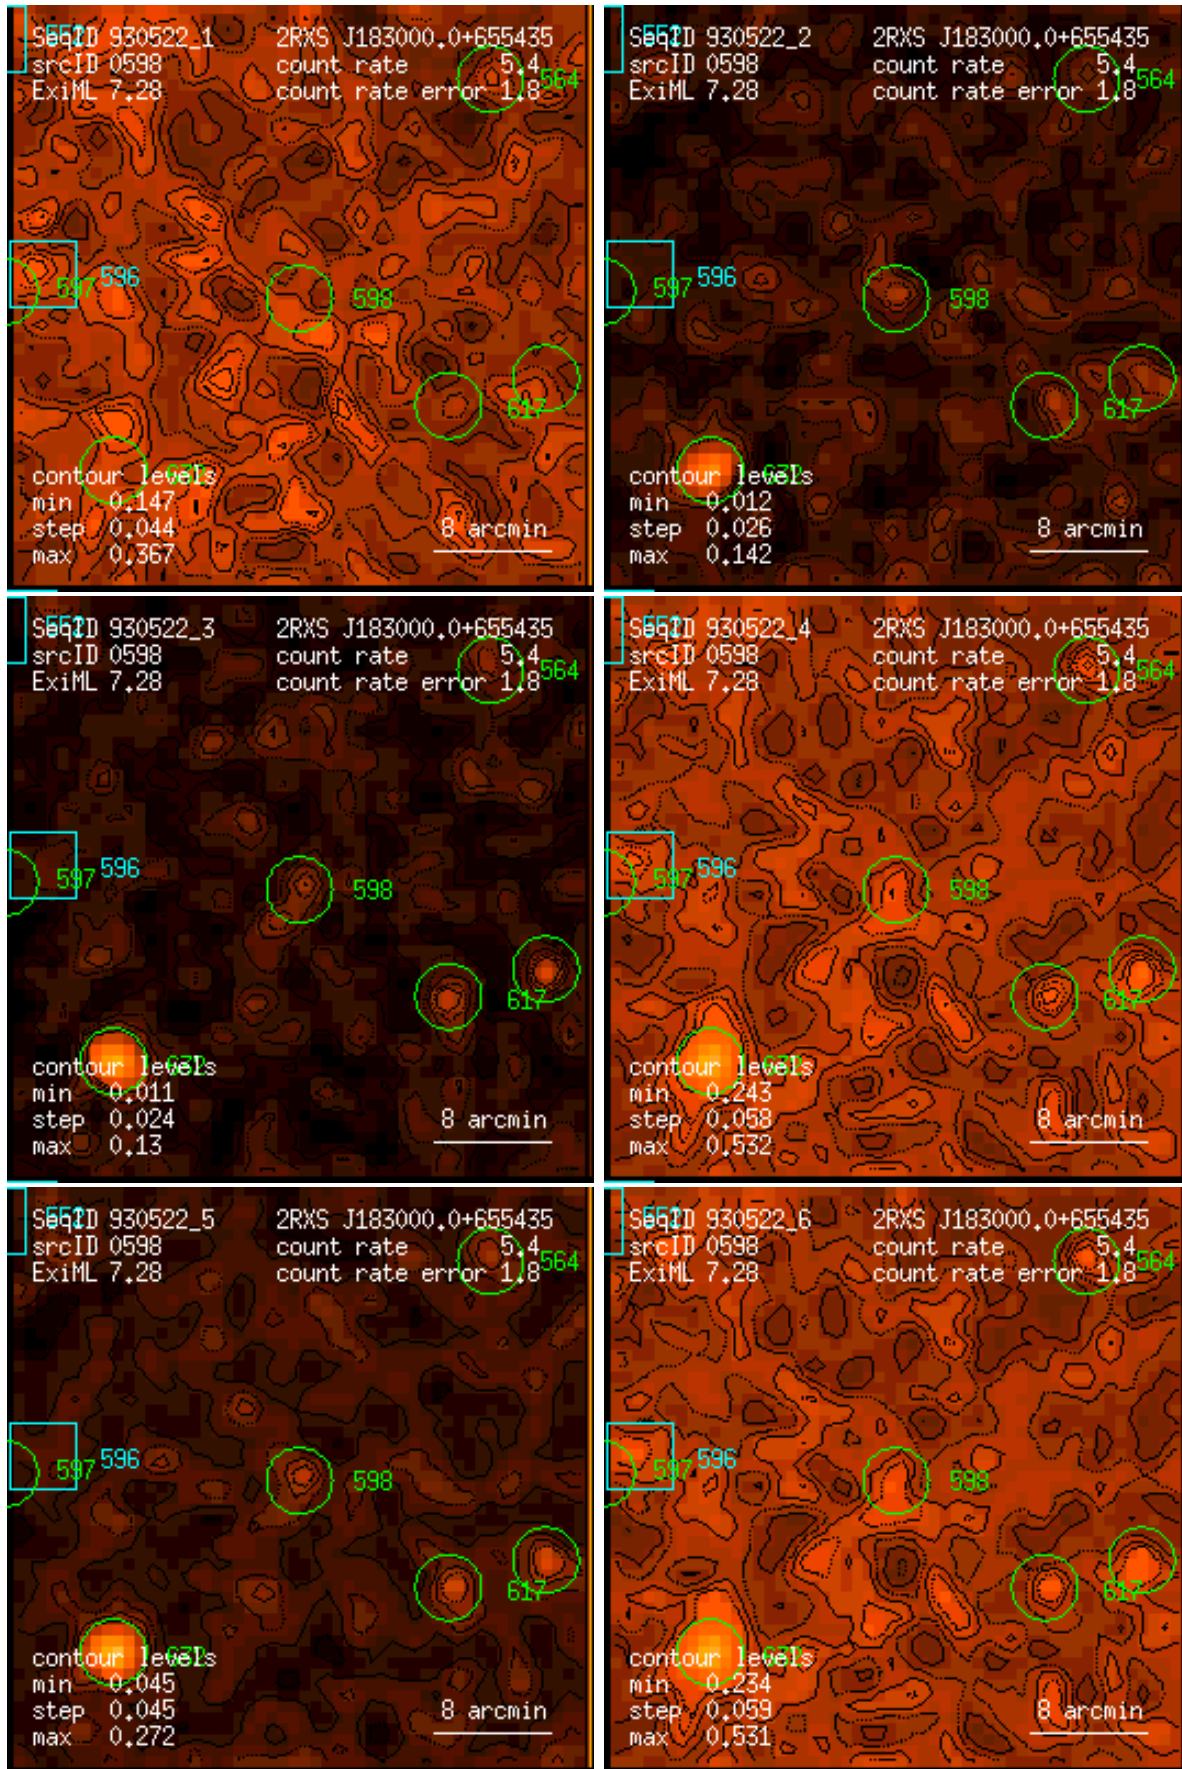 552
SeqID 930522_1 2RXS J183000.0+655435
srcID 0598 count rate 5.4 564
ExiML 7.28 count rate error 1.8
597 596 598
617
contour levels
min 0.147
step 0.044 8 arcmin
max 0.367
SeqID 930522_2 2RXS J183000.0+655435
srcID 0598 count rate 5.4 564
ExiML 7.28 count rate error 1.8
597 596 598
617
contour levels
min 0.012
step 0.026 8 arcmin
max 0.142
SeqID 930522_3 2RXS J183000.0+655435
srcID 0598 count rate 5.4 564
ExiML 7.28 count rate error 1.8
597 596 598
617
contour levels
min 0.011
step 0.024 8 arcmin
max 0.13
SeqID 930522_4 2RXS J183000.0+655435
srcID 0598 count rate 5.4 564
ExiML 7.28 count rate error 1.8
597 596 598
617
contour levels
min 0.243
step 0.058 8 arcmin
max 0.532
SeqID 930522_5 2RXS J183000.0+655435
srcID 0598 count rate 5.4 564
ExiML 7.28 count rate error 1.8
597 596 598
617
contour levels
min 0.045
step 0.045 8 arcmin
max 0.272
SeqID 930522_6 2RXS J183000.0+655435
srcID 0598 count rate 5.4 564
ExiML 7.28 count rate error 1.8
597 596 598
617
contour levels
min 0.234
step 0.059 8 arcmin
max 0.531